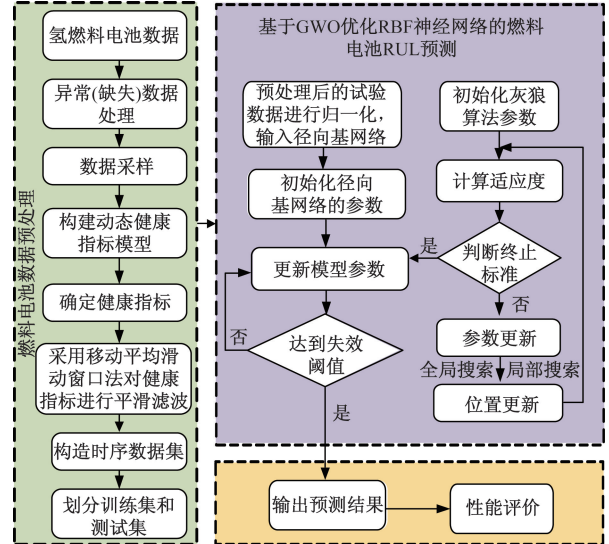 燃料电池数据预处理
氢燃料电池数据
异常(缺失)数据
处理
数据采样
构建动态健康
指标模型
确定健康指标
采用移动平均滑
动窗口法对健康
指标进行平滑滤波
构造时序数据集
划分训练集和
测试集
基于GWO优化RBF神经网络的燃料
电池RUL预测
预处理后的试验
数据进行归一化，
输入径向基网络
初始化径向
基网络的参数
更新模型参数
否
达到失效
阈值
是
初始化灰狼
算法参数
计算适应度
是
判断终止
标准
否
参数更新
全局搜索
局部搜索
位置更新
输出预测结果
性能评价